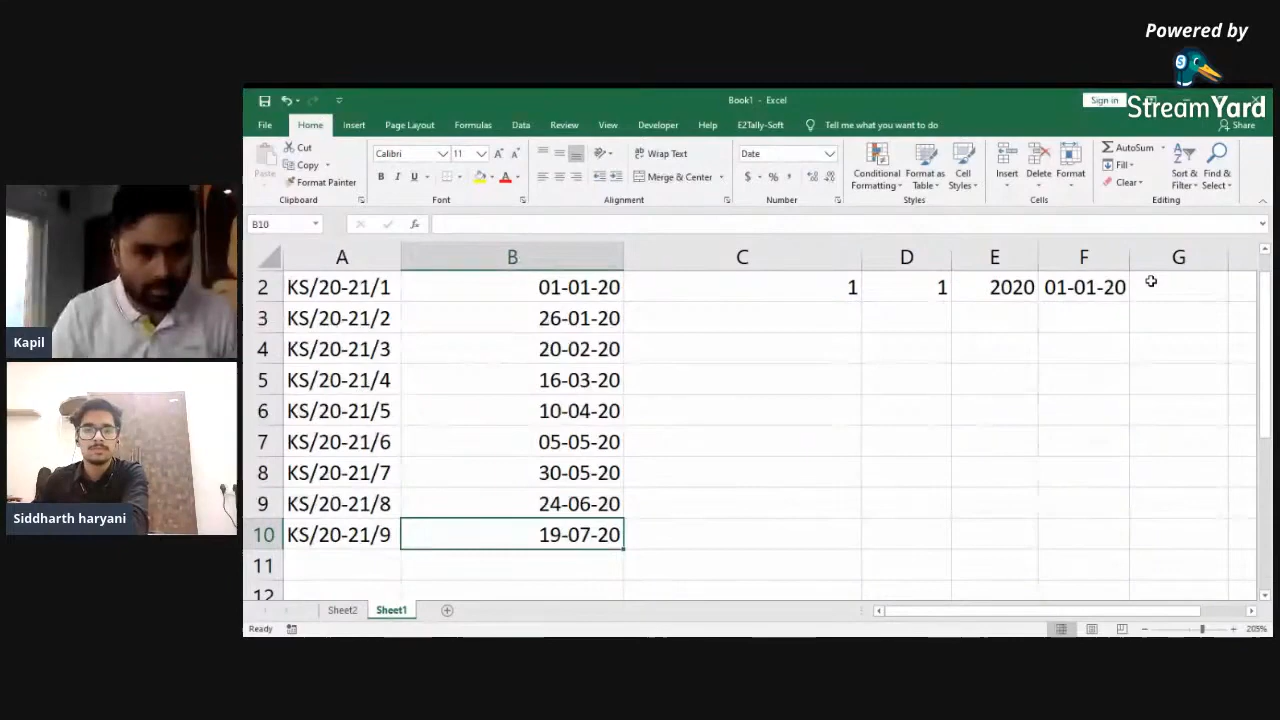 Powered by
StreamYard
Book1 - Excel
Sign in
File Home Insert Page Layout Formulas Data Review View Developer Help EZTally-Soft Tell me what you want to do Share
Paste
Cut
Copy
Format Painter
Clipboard
Calibri 11
B I U
Font
Wrap Text
Merge & Center
Alignment
Date
$ % ,
Number
Conditional Formatting
Format as Table
Cell Styles
Styles
Insert Delete Format
Cells
AutoSum
Fill
Clear
Sort & Filter
Find & Select
Editing
B10 fx
A B C D E F G
2 KS/20-21/1 01-01-20 1 1 2020 01-01-20
3 KS/20-21/2 26-01-20
4 KS/20-21/3 20-02-20
5 KS/20-21/4 16-03-20
6 KS/20-21/5 10-04-20
7 KS/20-21/6 05-05-20
8 KS/20-21/7 30-05-20
9 KS/20-21/8 24-06-20
10 KS/20-21/9 19-07-20
11
12
Sheet2 Sheet1
Ready
205%
Kapil
Siddharth haryani